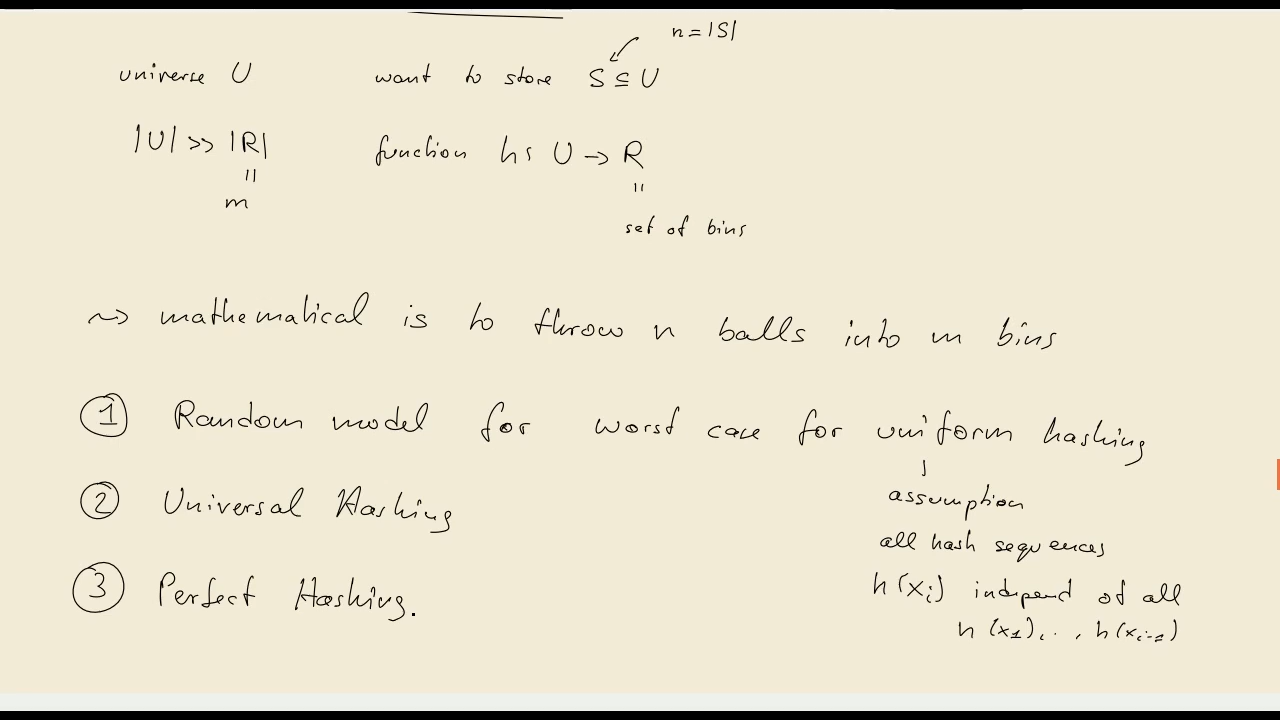 n = |S|
universe U want to store S ⊆ U
|U| >> |R| function h: U → R
= =
m
set of bins
~> mathematical is to throw n balls into m bins
① Random model for worst case for uniform hashing
↓
assumption
② Universal Hashing
all hash sequences
③ Perfect Hashing.
h(xᵢ) independ of all
h(x₁), .., h(xᵢ₋₁)